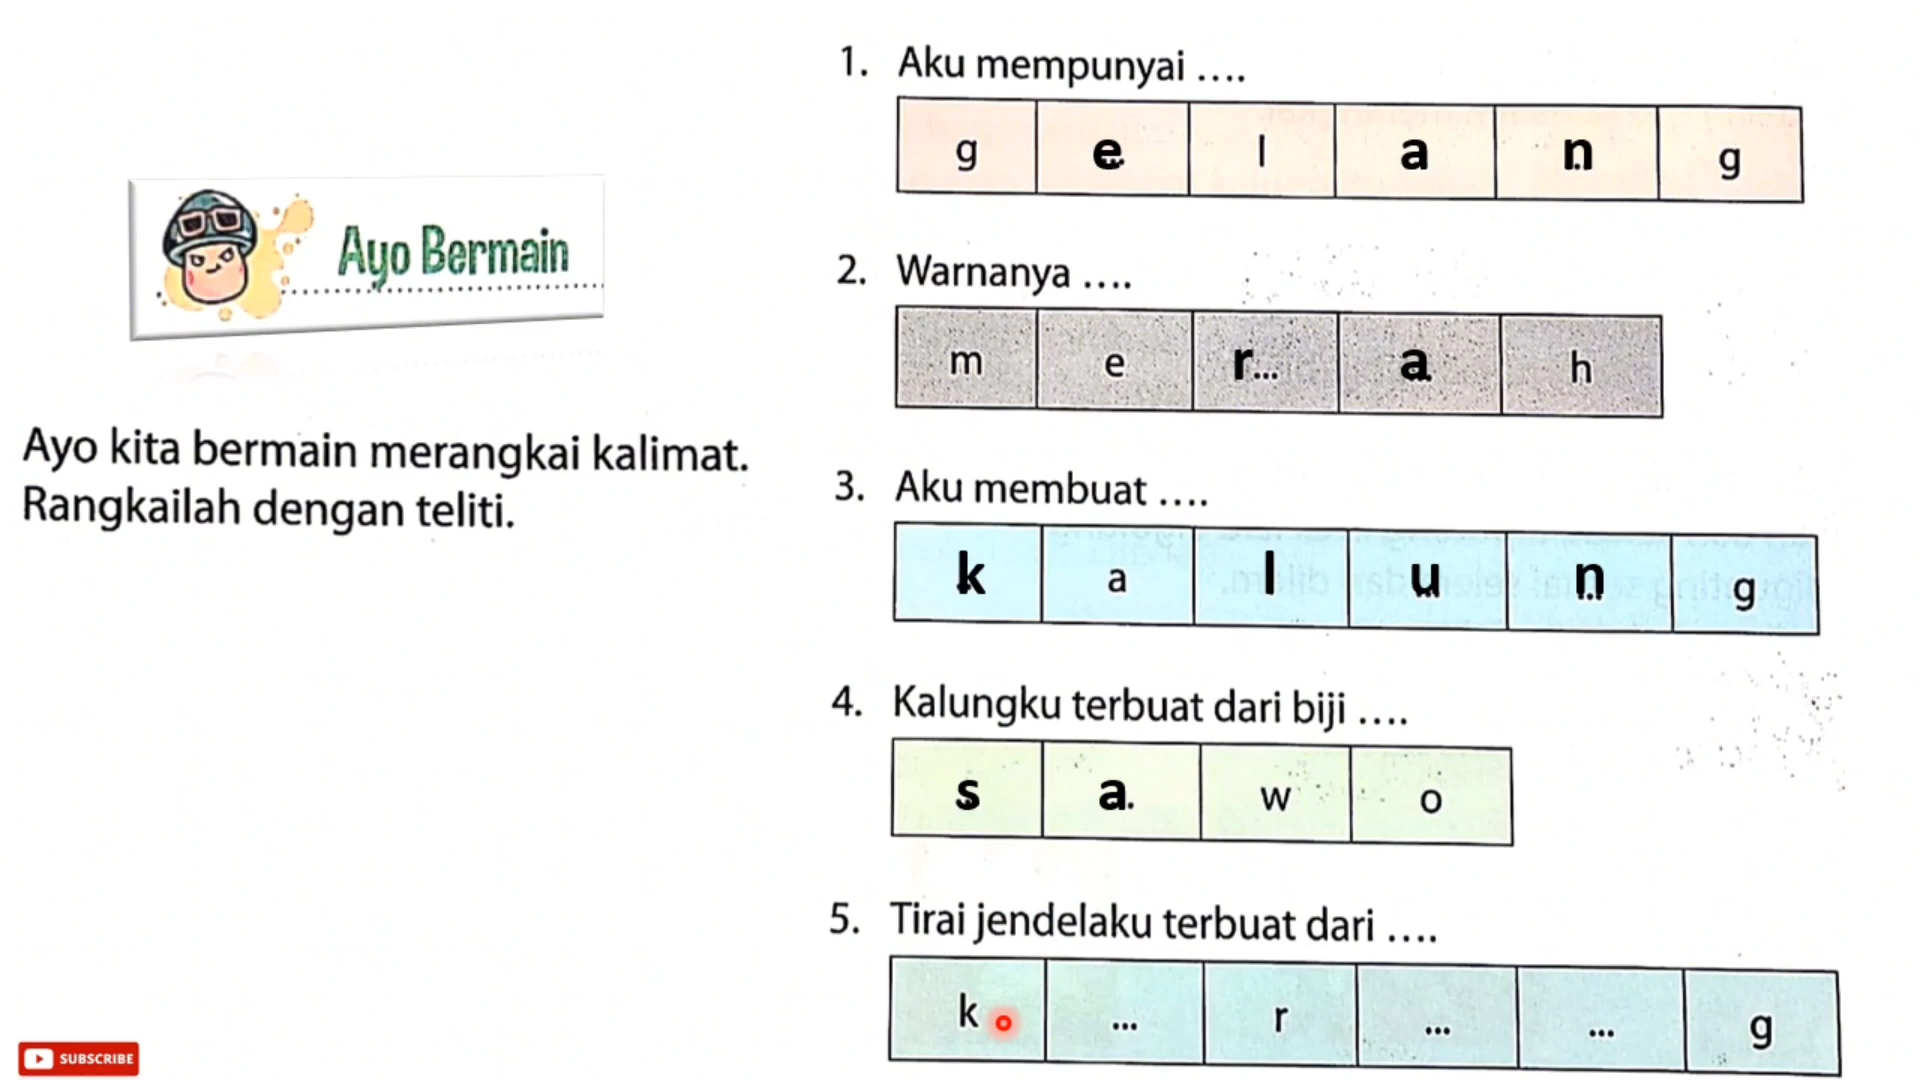 Ayo Bermain
Ayo kita bermain merangkai kalimat.
Rangkailah dengan teliti.
1. Aku mempunyai ....
g e l a n g
2. Warnanya ....
m e r... a h
3. Aku membuat ....
k a l u n g
4. Kalungku terbuat dari biji ....
s a. w o
5. Tirai jendelaku terbuat dari ....
k ... r ... ... g
SUBSCRIBE